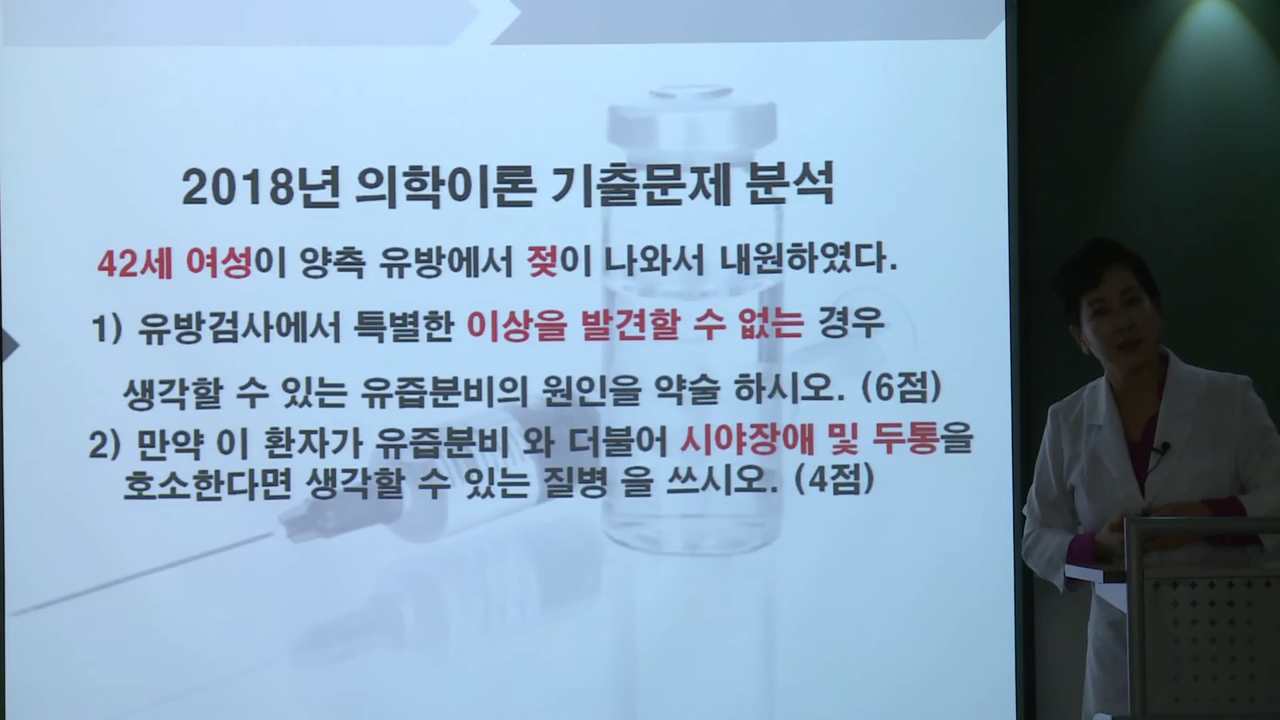 2018년 의학이론 기출문제 분석
42세 여성이 양측 유방에서 젖이 나와서 내원하였다.
1) 유방검사에서 특별한 이상을 발견할 수 없는 경우
생각할 수 있는 유즙분비의 원인을 약술 하시오. (6점)
2) 만약 이 환자가 유즙분비 와 더불어 시야장애 및 두통을
호소한다면 생각할 수 있는 질병 을 쓰시오. (4점)